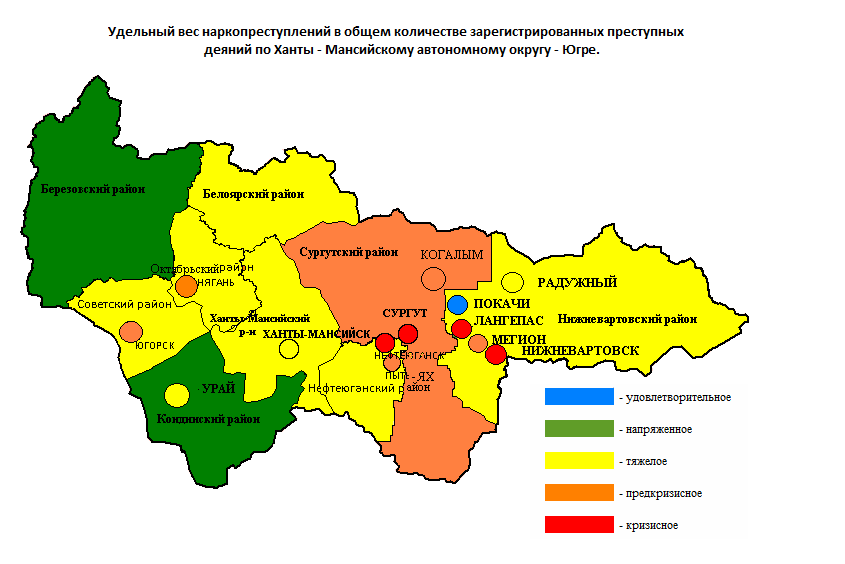 Удельный вес наркопреступлений в общем количестве зарегистрированных преступных
деяний по Ханты - Мансийскому автономному округу - Югре.
Березовский район
Белоярский район
Сургутский район
КОГАЛЫМ
Октябрьский район
НЯГАНЬ
РАДУЖНЫЙ
Советский район
ПОКАЧИ
СУРГУТ
Ханты-Мансийский
р-н
ЛАНГЕПАС
Нижневартовский район
ХАНТЫ-МАНСИЙСК
МЕГИОН
ЮГОРСК
НЕФТЕЮГАНСК
НИЖНЕВАРТОВСК
ПЫТЬ - ЯХ
УРАЙ
Нефтеюганский район
Кондинский район
- удовлетворительное
- напряженное
- тяжелое
- предкризисное
- кризисное